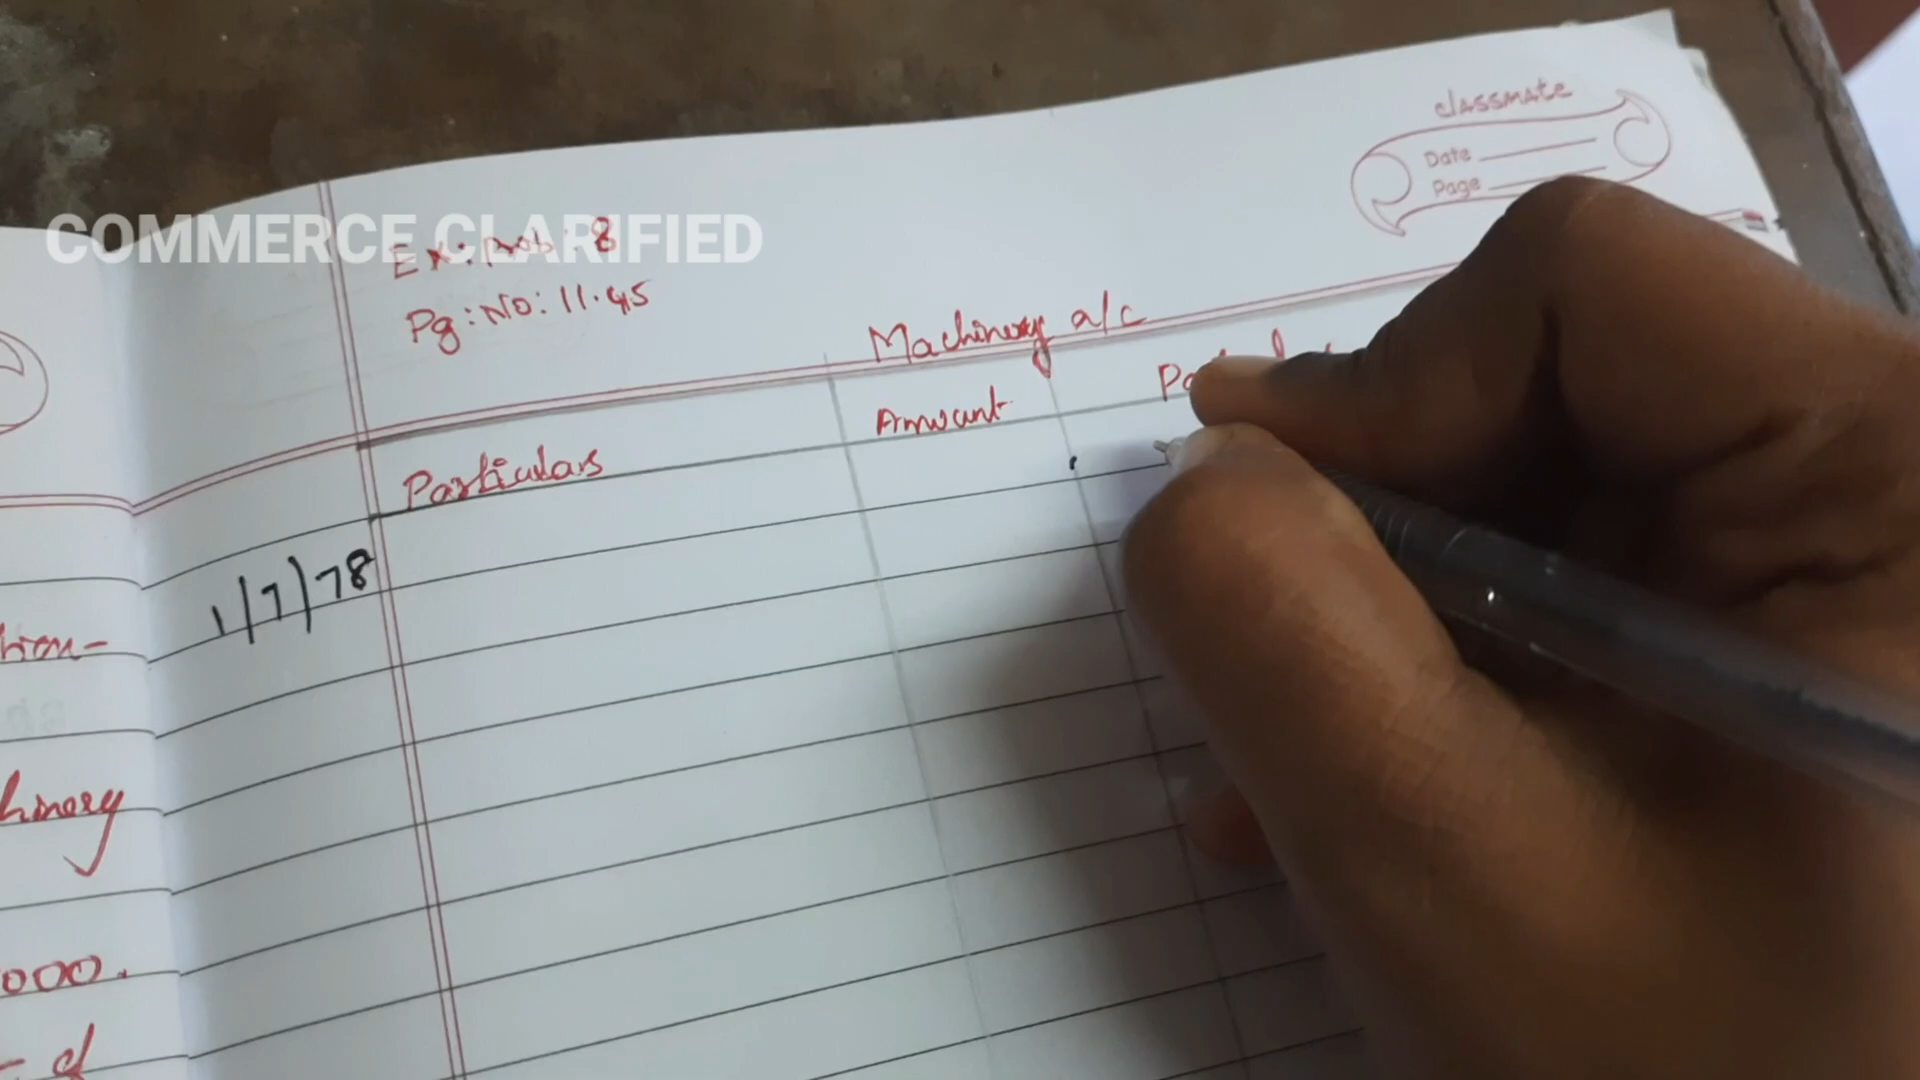 classmate
Date
Page
COMMERCE CLARIFIED
Ex: Prob: 8
Pg: No: 11.45
Machinery a/c
Particulars Amount
1/7/78
hinery
000.